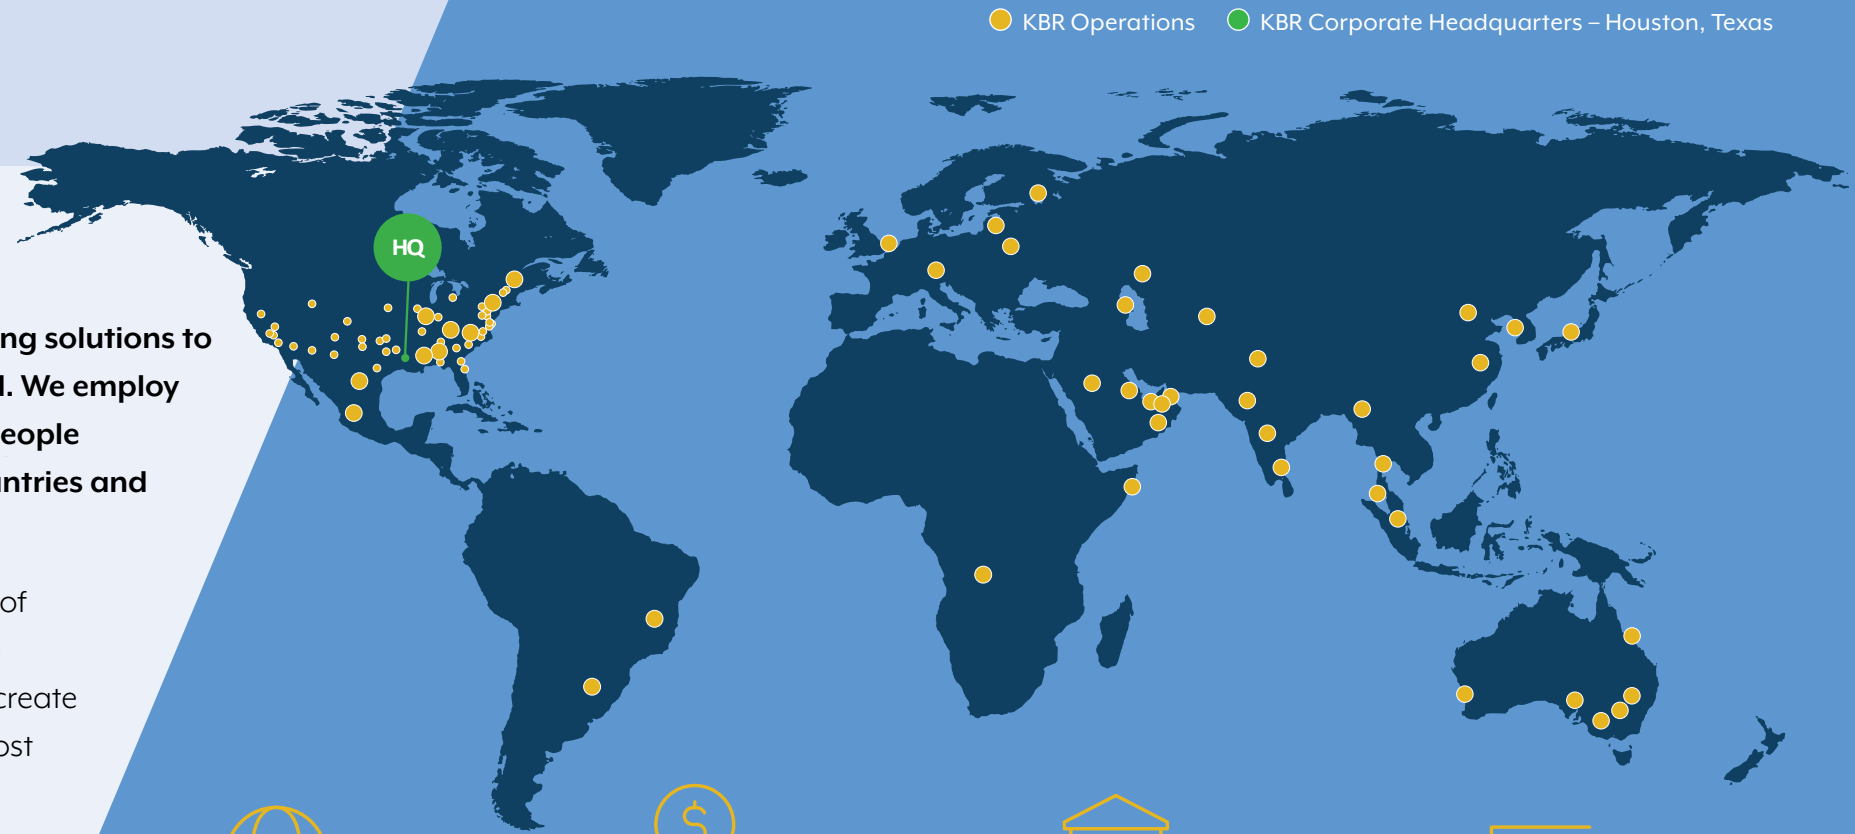 KBR Operations
KBR Corporate Headquarters – Houston, Texas
HQ
ng solutions to
. We employ
eople
ntries and
of
create
ost